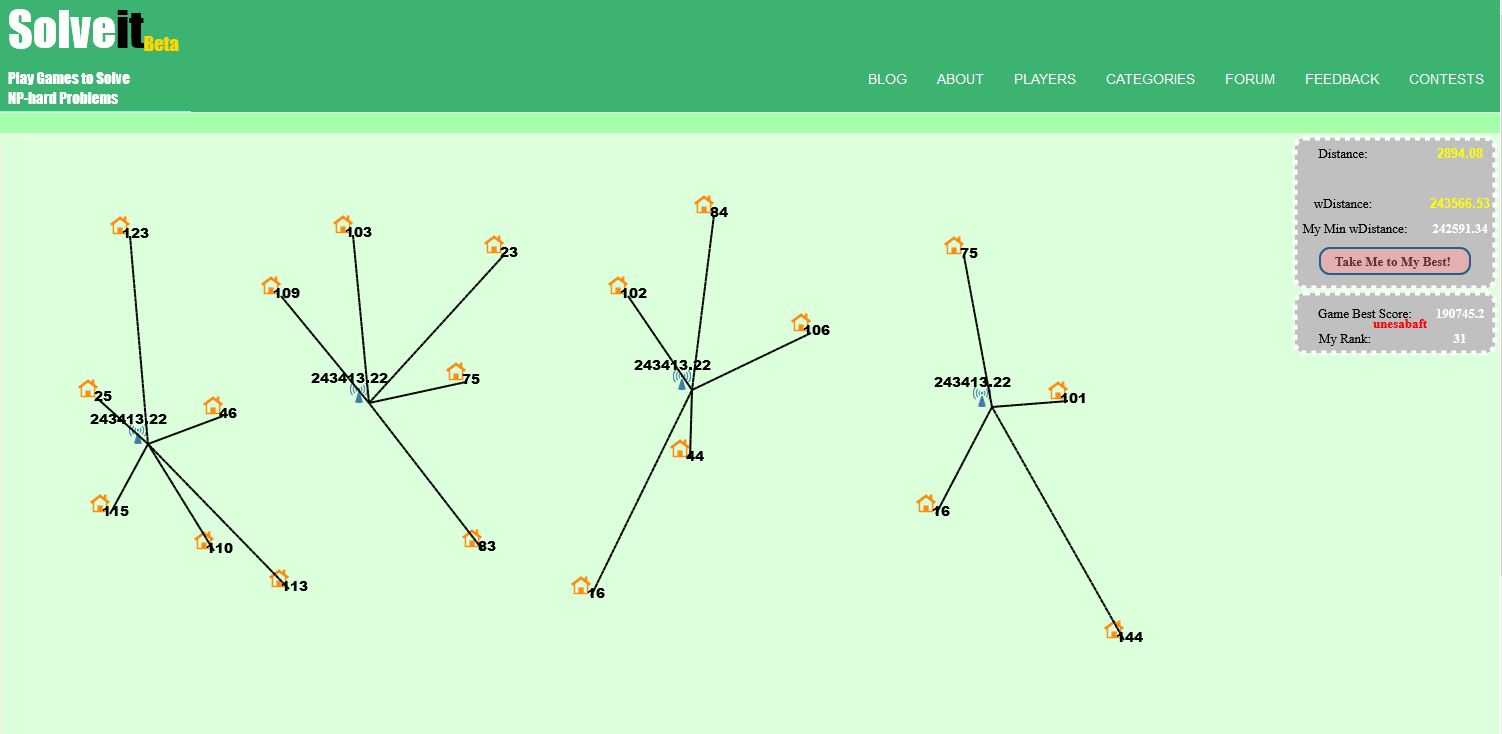 Solveit Beta
Play Games to Solve
NP-hard Problems
BLOG ABOUT PLAYERS CATEGORIES FORUM FEEDBACK CONTESTS
Distance: 2894.08
wDistance: 243566.53
My Min wDistance: 242591.34
Take Me to My Best!
Game Best Score: 190745.2
unesabaft
My Rank: 31
84
123
103
23
75
109
102
106
243413.22
243413.22
75
243413.22
25
101
46
243413.22
44
115
16
83
110
113
16
144